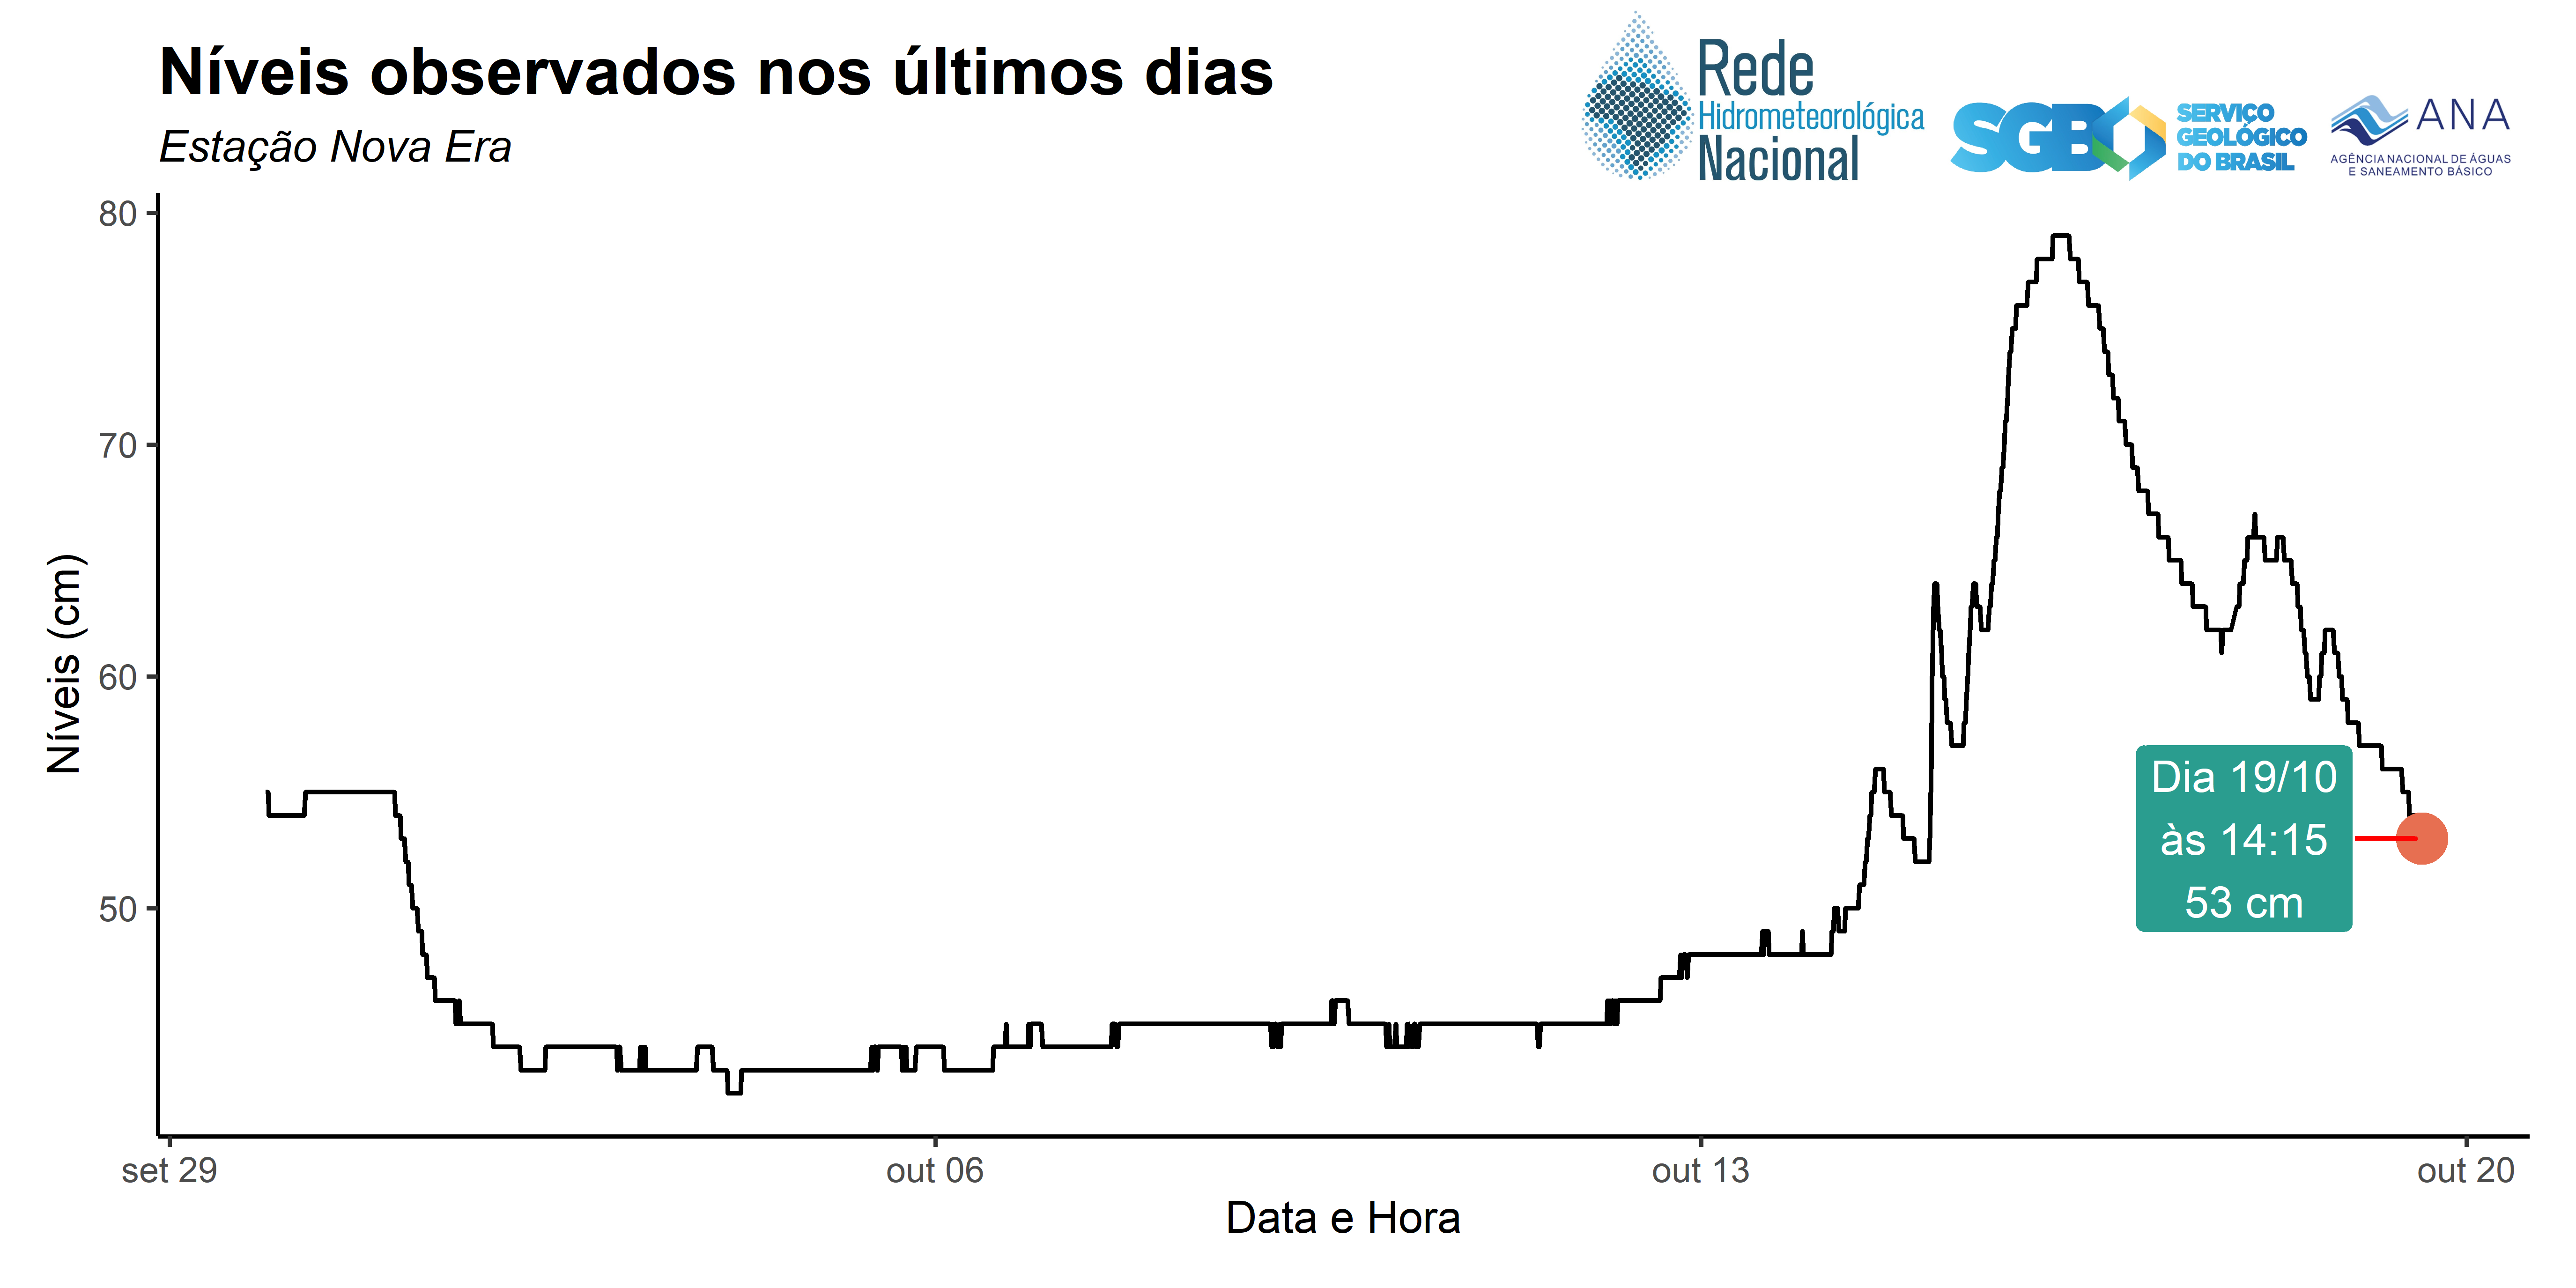 Níveis observados nos últimos dias
Estação Nova Era
Rede
Hidrometeorológica
Nacional
SGB
SERVIÇO
GEOLÓGICO
DO BRASIL
ANA
AGÊNCIA NACIONAL DE ÁGUAS
E SANEAMENTO BÁSICO
Níveis (cm)
80
70
60
50
Dia 19/10
às 14:15
53 cm
set 29
out 06
out 13
out 20
Data e Hora